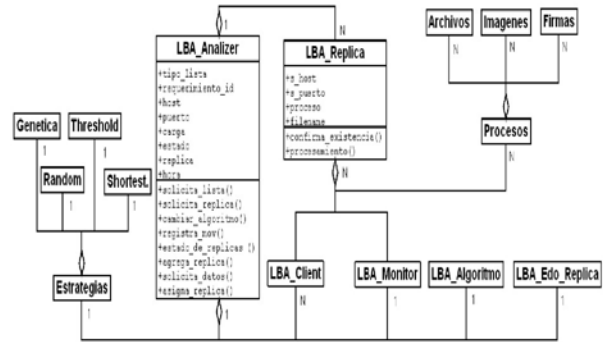 LBA_Analizer
+tipo_lista
+requerimiento_id
+host
+puerto
+carga
+estado
+replica
+hora
+solicita_lista()
+solicita_replica()
+cambiar_algoritmo()
+registra_mov()
+estado_de_replicas ()
+agrega_replica()
+solicita_datos()
+asigna_replica()
1
1
LBA_Replica
+s_host
+s_puerto
+proceso
+filename
+confirma_existencia()
+procesamiento()
N
N
Archivos
N
Imagenes
N
Firmas
N
Procesos
N
Genetica
1
Threshold
1
Random
1
Shortest.
1
Estrategias
1
LBA_Client
N
LBA_Monitor
1
LBA_Algoritmo
1
LBA_Edo_Replica
1